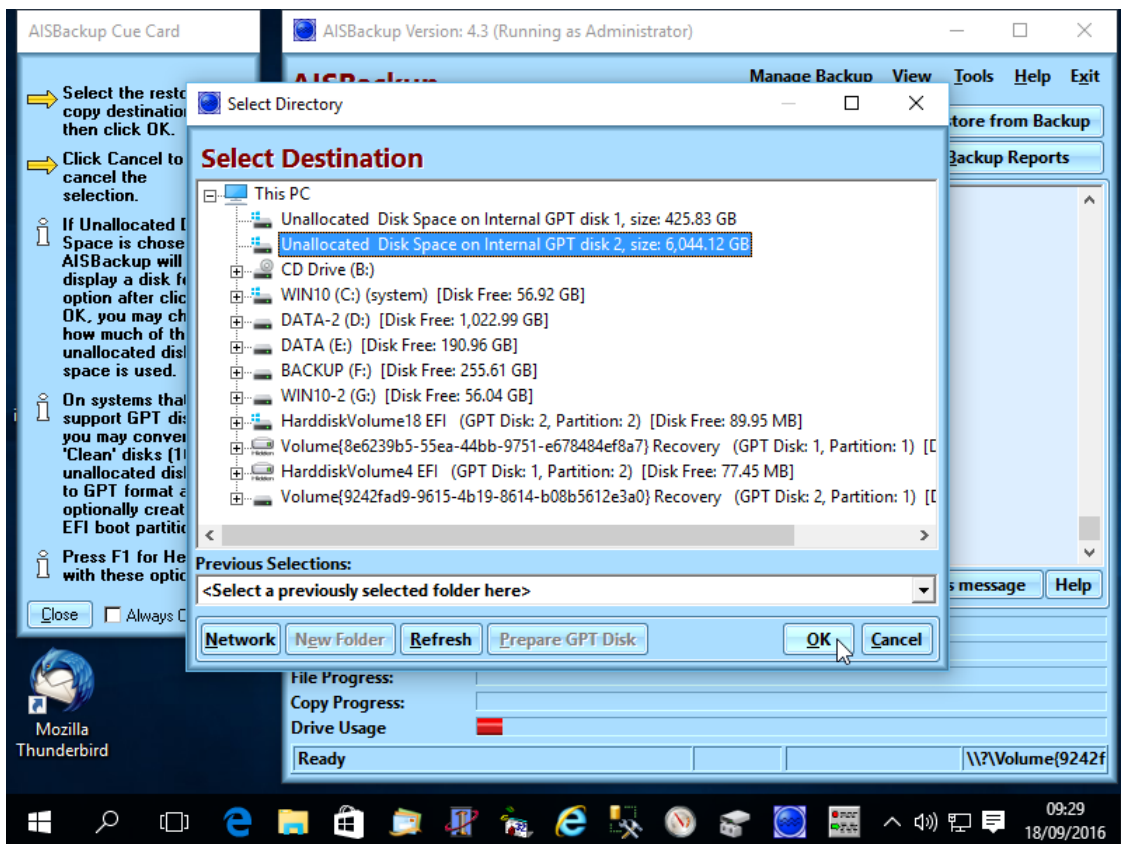 AISBackup Cue Card
Select the resto
copy destination
then click OK.
Click Cancel to
cancel the
selection.
If Unallocated D
Space is chose
AISBackup will
display a disk fo
option after clic
OK, you may ch
how much of th
unallocated disk
space is used.
On systems that
support GPT dis
you may conver
'Clean' disks (1
unallocated disk
to GPT format a
optionally creat
EFI boot partitio
Press F1 for He
with these optio
Close
Always C
AISBackup Version: 4.3 (Running as Administrator)
AISBackup
Manage Backup View Tools Help Exit
tore from Backup
Backup Reports
Select Directory
Select Destination
This PC
Unallocated Disk Space on Internal GPT disk 1, size: 425.83 GB
Unallocated Disk Space on Internal GPT disk 2, size: 6,044.12 GB
CD Drive (B:)
WIN10 (C:) (system) [Disk Free: 56.92 GB]
DATA-2 (D:) [Disk Free: 1,022.99 GB]
DATA (E:) [Disk Free: 190.96 GB]
BACKUP (F:) [Disk Free: 255.61 GB]
WIN10-2 (G:) [Disk Free: 56.04 GB]
HarddiskVolume18 EFI (GPT Disk: 2, Partition: 2) [Disk Free: 89.95 MB]
Volume{8e6239b5-55ea-44bb-9751-e678484ef8a7} Recovery (GPT Disk: 1, Partition: 1) [D
HarddiskVolume4 EFI (GPT Disk: 1, Partition: 2) [Disk Free: 77.45 MB]
Volume{9242fad9-9615-4b19-8614-b08b5612e3a0} Recovery (GPT Disk: 2, Partition: 1) [D
Previous Selections:
<Select a previously selected folder here>
Network New Folder Refresh Prepare GPT Disk OK Cancel
s message Help
File Progress:
Copy Progress:
Drive Usage
Ready
\\?\Volume{9242f
Mozilla
Thunderbird
09:29
18/09/2016